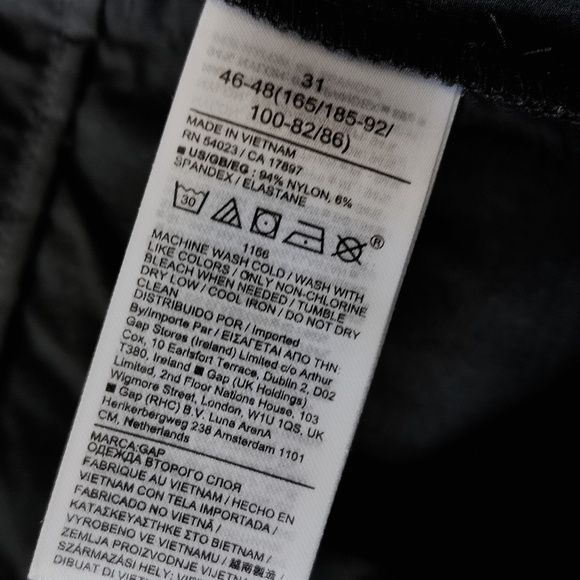 31
46-48(165/185-92/
100-82/86)
MADE IN VIETNAM
RN 54023 / CA 17897
■ US/GB/EG : 94% NYLON, 6%
SPANDEX / ELASTANE
30
®
1166
MACHINE WASH COLD / WASH WITH
LIKE COLORS / ONLY NON-CHLORINE
BLEACH WHEN NEEDED / TUMBLE
DRY LOW / COOL IRON / DO NOT DRY
CLEAN
DISTRIBUIDO POR / Imported
By/Importe Par / ΕΙΣΑΓΕΤΑΙ ΑΠΟ ΤΗΝ:
Gap Stores (Ireland) Limited c/o Arthur
Cox, 10 Earlsfort Terrace, Dublin 2, D02
T380, Ireland ■ Gap (UK Holdings)
Limited, 2nd Floor Nations House, 103
Wigmore Street, London, W1U 1QS, UK
■ Gap (RHC) B.V. Luna ArenA
Herikerbergweg 238 Amsterdam 1101
CM, Netherlands
MARCA:GAP
ОДЕЖДА ВТОРОГО СЛОЯ
FABRIQUE AU VIETNAM / HECHO EN
VIETNAM CON TELA IMPORTADA /
FABRICADO NO VIETNÃ /
ΚΑΤΑΣΚΕΥΑΣΤΗΚΕ ΣΤΟ ΒΙΕΤΝΑΜ /
VYROBENO VE VIETNAMU / 越南製造 /
ZEMLJA PROIZVODNJE VIJETNAM /
SZÁRMAZÁSI HELY: VIETNAM
DIBUAT DI VIETNAM